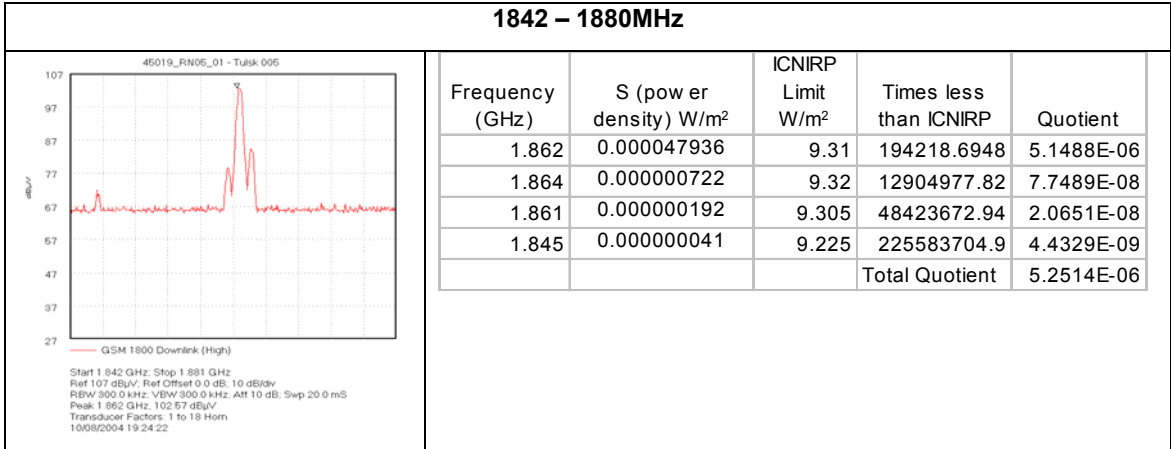 1842 – 1880MHz
45019_RN05_01 - Tulsk 005
107
97
87
77
67
57
47
37
27
dBµV
GSM 1800 Downlink (High)
Start 1.842 GHz; Stop 1.881 GHz
Ref 107 dBµV; Ref Offset 0.0 dB; 10 dB/div
RBW 300.0 kHz; VBW 300.0 kHz; Att 10 dB; Swp 20.0 mS
Peak 1.862 GHz, 102.57 dBµV
Transducer Factors: 1 to 18 Horn
10/08/2004 19:24:22
Frequency (GHz) S (pow er density) W/m² ICNIRP Limit W/m² Times less than ICNIRP Quotient
1.862 0.000047936 9.31 194218.6948 5.1488E-06
1.864 0.000000722 9.32 12904977.82 7.7489E-08
1.861 0.000000192 9.305 48423672.94 2.0651E-08
1.845 0.000000041 9.225 225583704.9 4.4329E-09
Total Quotient 5.2514E-06